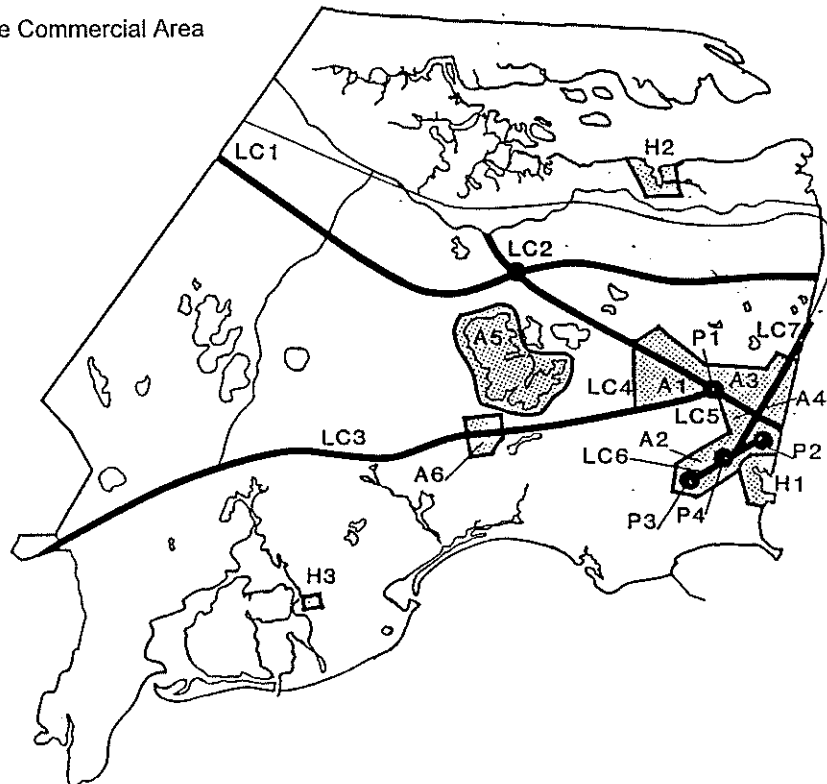 e Commercial Area
LC1
H2
LC2
LC7
P1
A5
A3
LC4
A1
A4
LC5
LC3
A2
P2
LC6
A6
H1
P3
P4
H3